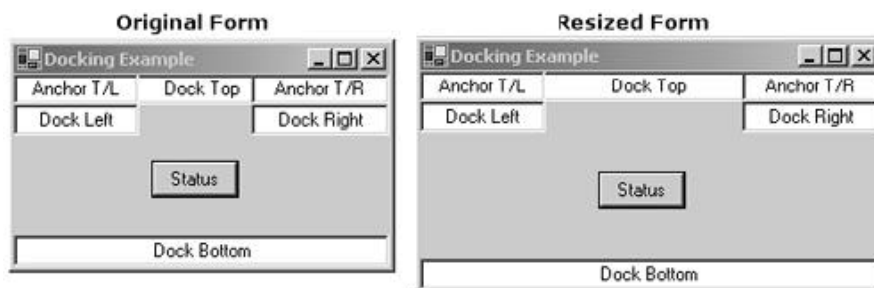 Original Form
Docking Example
Anchor T/L Dock Top Anchor T/R
Dock Left Dock Right
Status
Dock Bottom
Resized Form
Docking Example
Anchor T/L Dock Top Anchor T/R
Dock Left Dock Right
Status
Dock Bottom